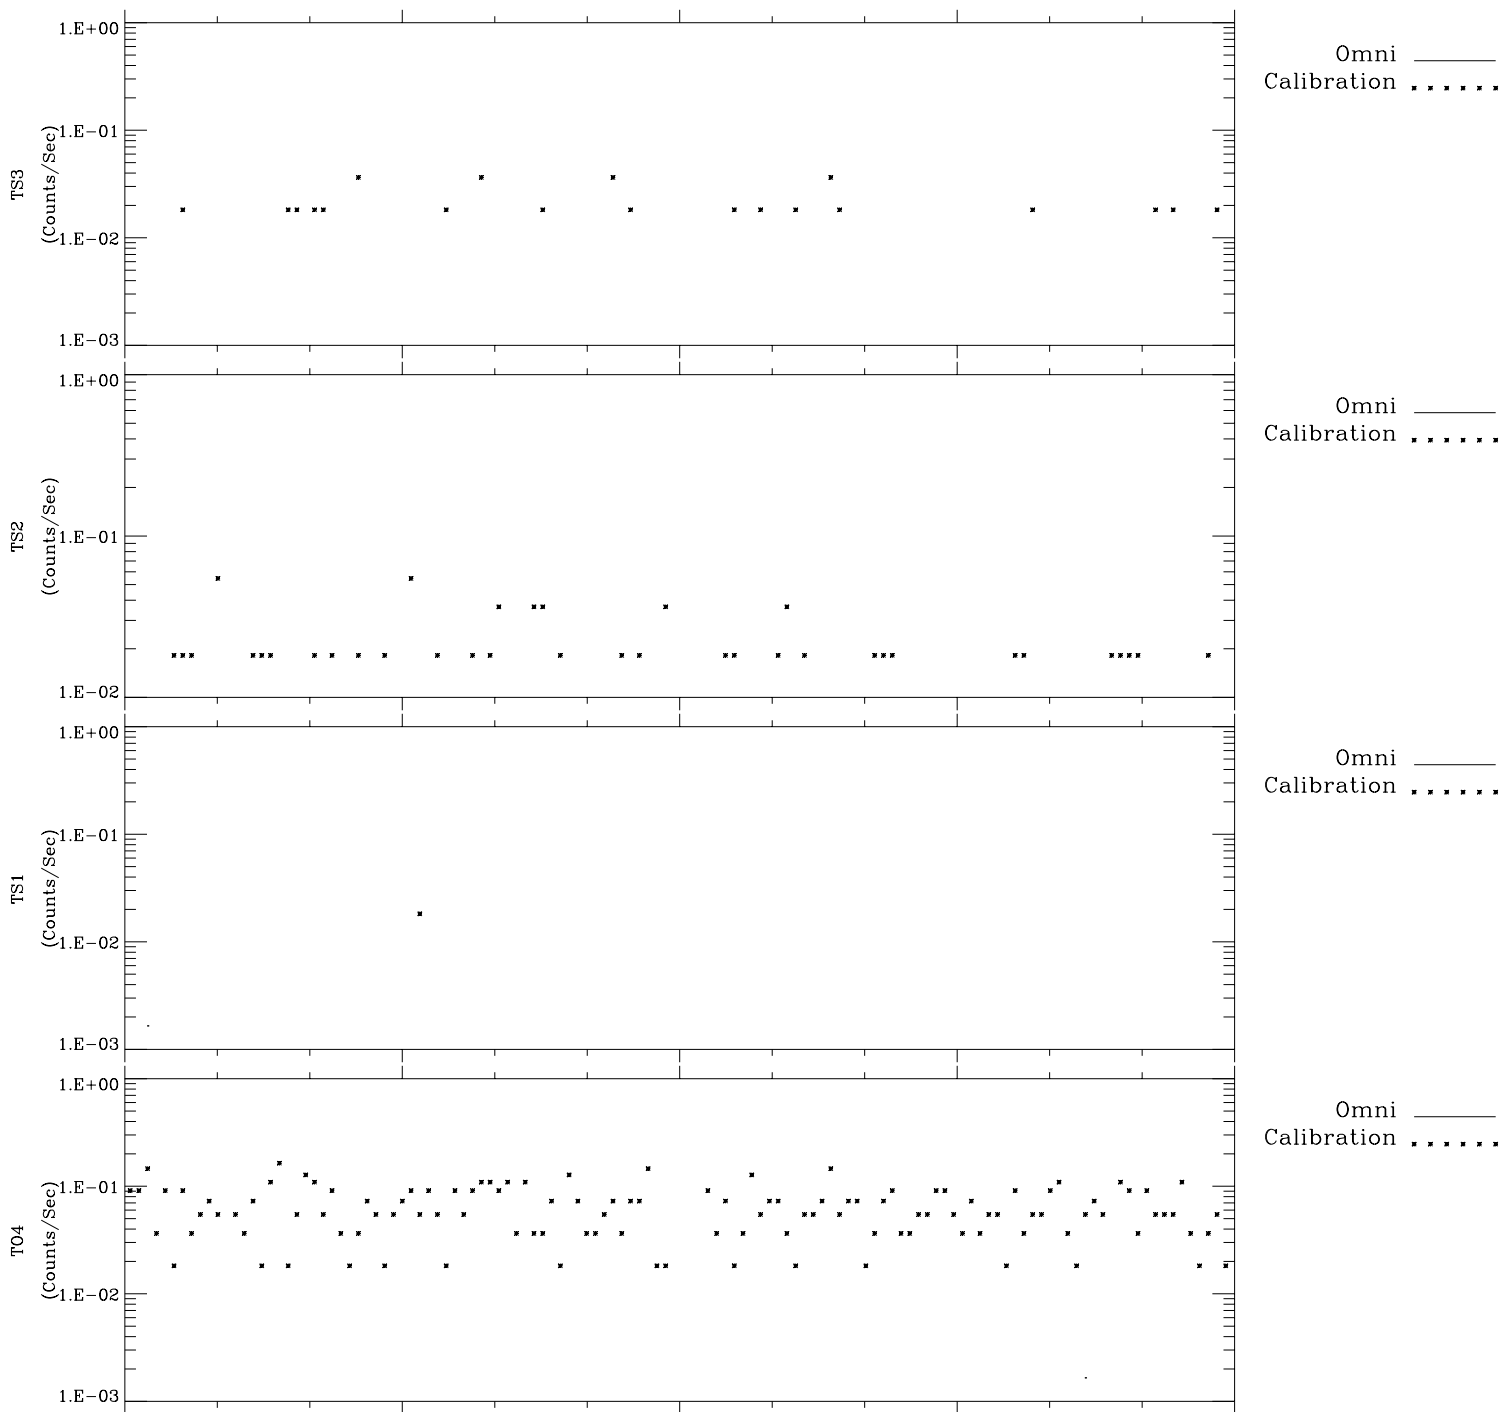 1.E+00
1.E-01
1.E-02
1.E-03
TS3
(Counts/Sec)
Omni
Calibration
1.E+00
1.E-01
1.E-02
TS2
(Counts/Sec)
Omni
Calibration
1.E+00
1.E-01
1.E-02
1.E-03
TS1
(Counts/Sec)
Omni
Calibration
1.E+00
1.E-01
1.E-02
1.E-03
TO4
(Counts/Sec)
Omni
Calibration